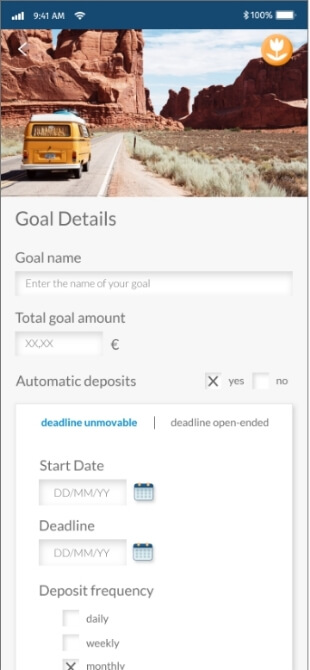 9:41 AM 100%
Goal Details
Goal name
Enter the name of your goal
Total goal amount
XX,XX €
Automatic deposits yes no
deadline unmovable | deadline open-ended
Start Date
DD/MM/YY
Deadline
DD/MM/YY
Deposit frequency
daily
weekly
monthly